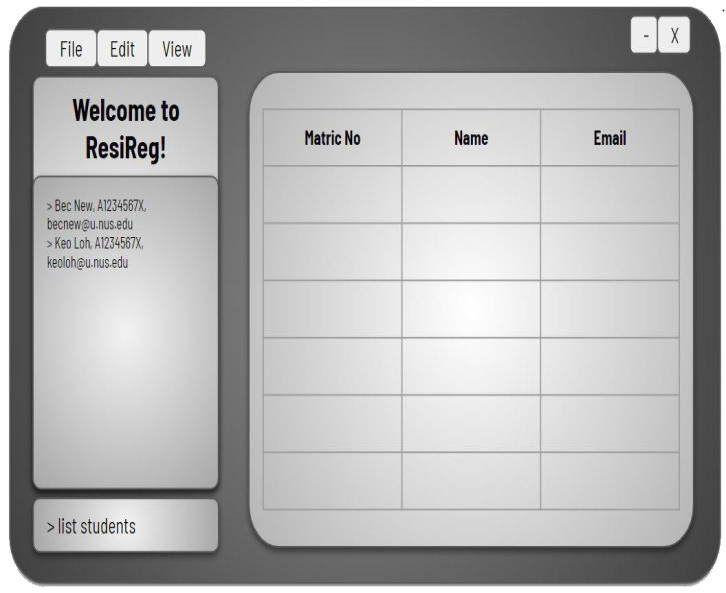 File Edit View - X
Welcome to
ResiReg!
> Bec New, A1234567X,
becnew@u.nus.edu
> Keo Loh, A1234567X,
keoloh@u.nus.edu
> list students
Matric No Name Email